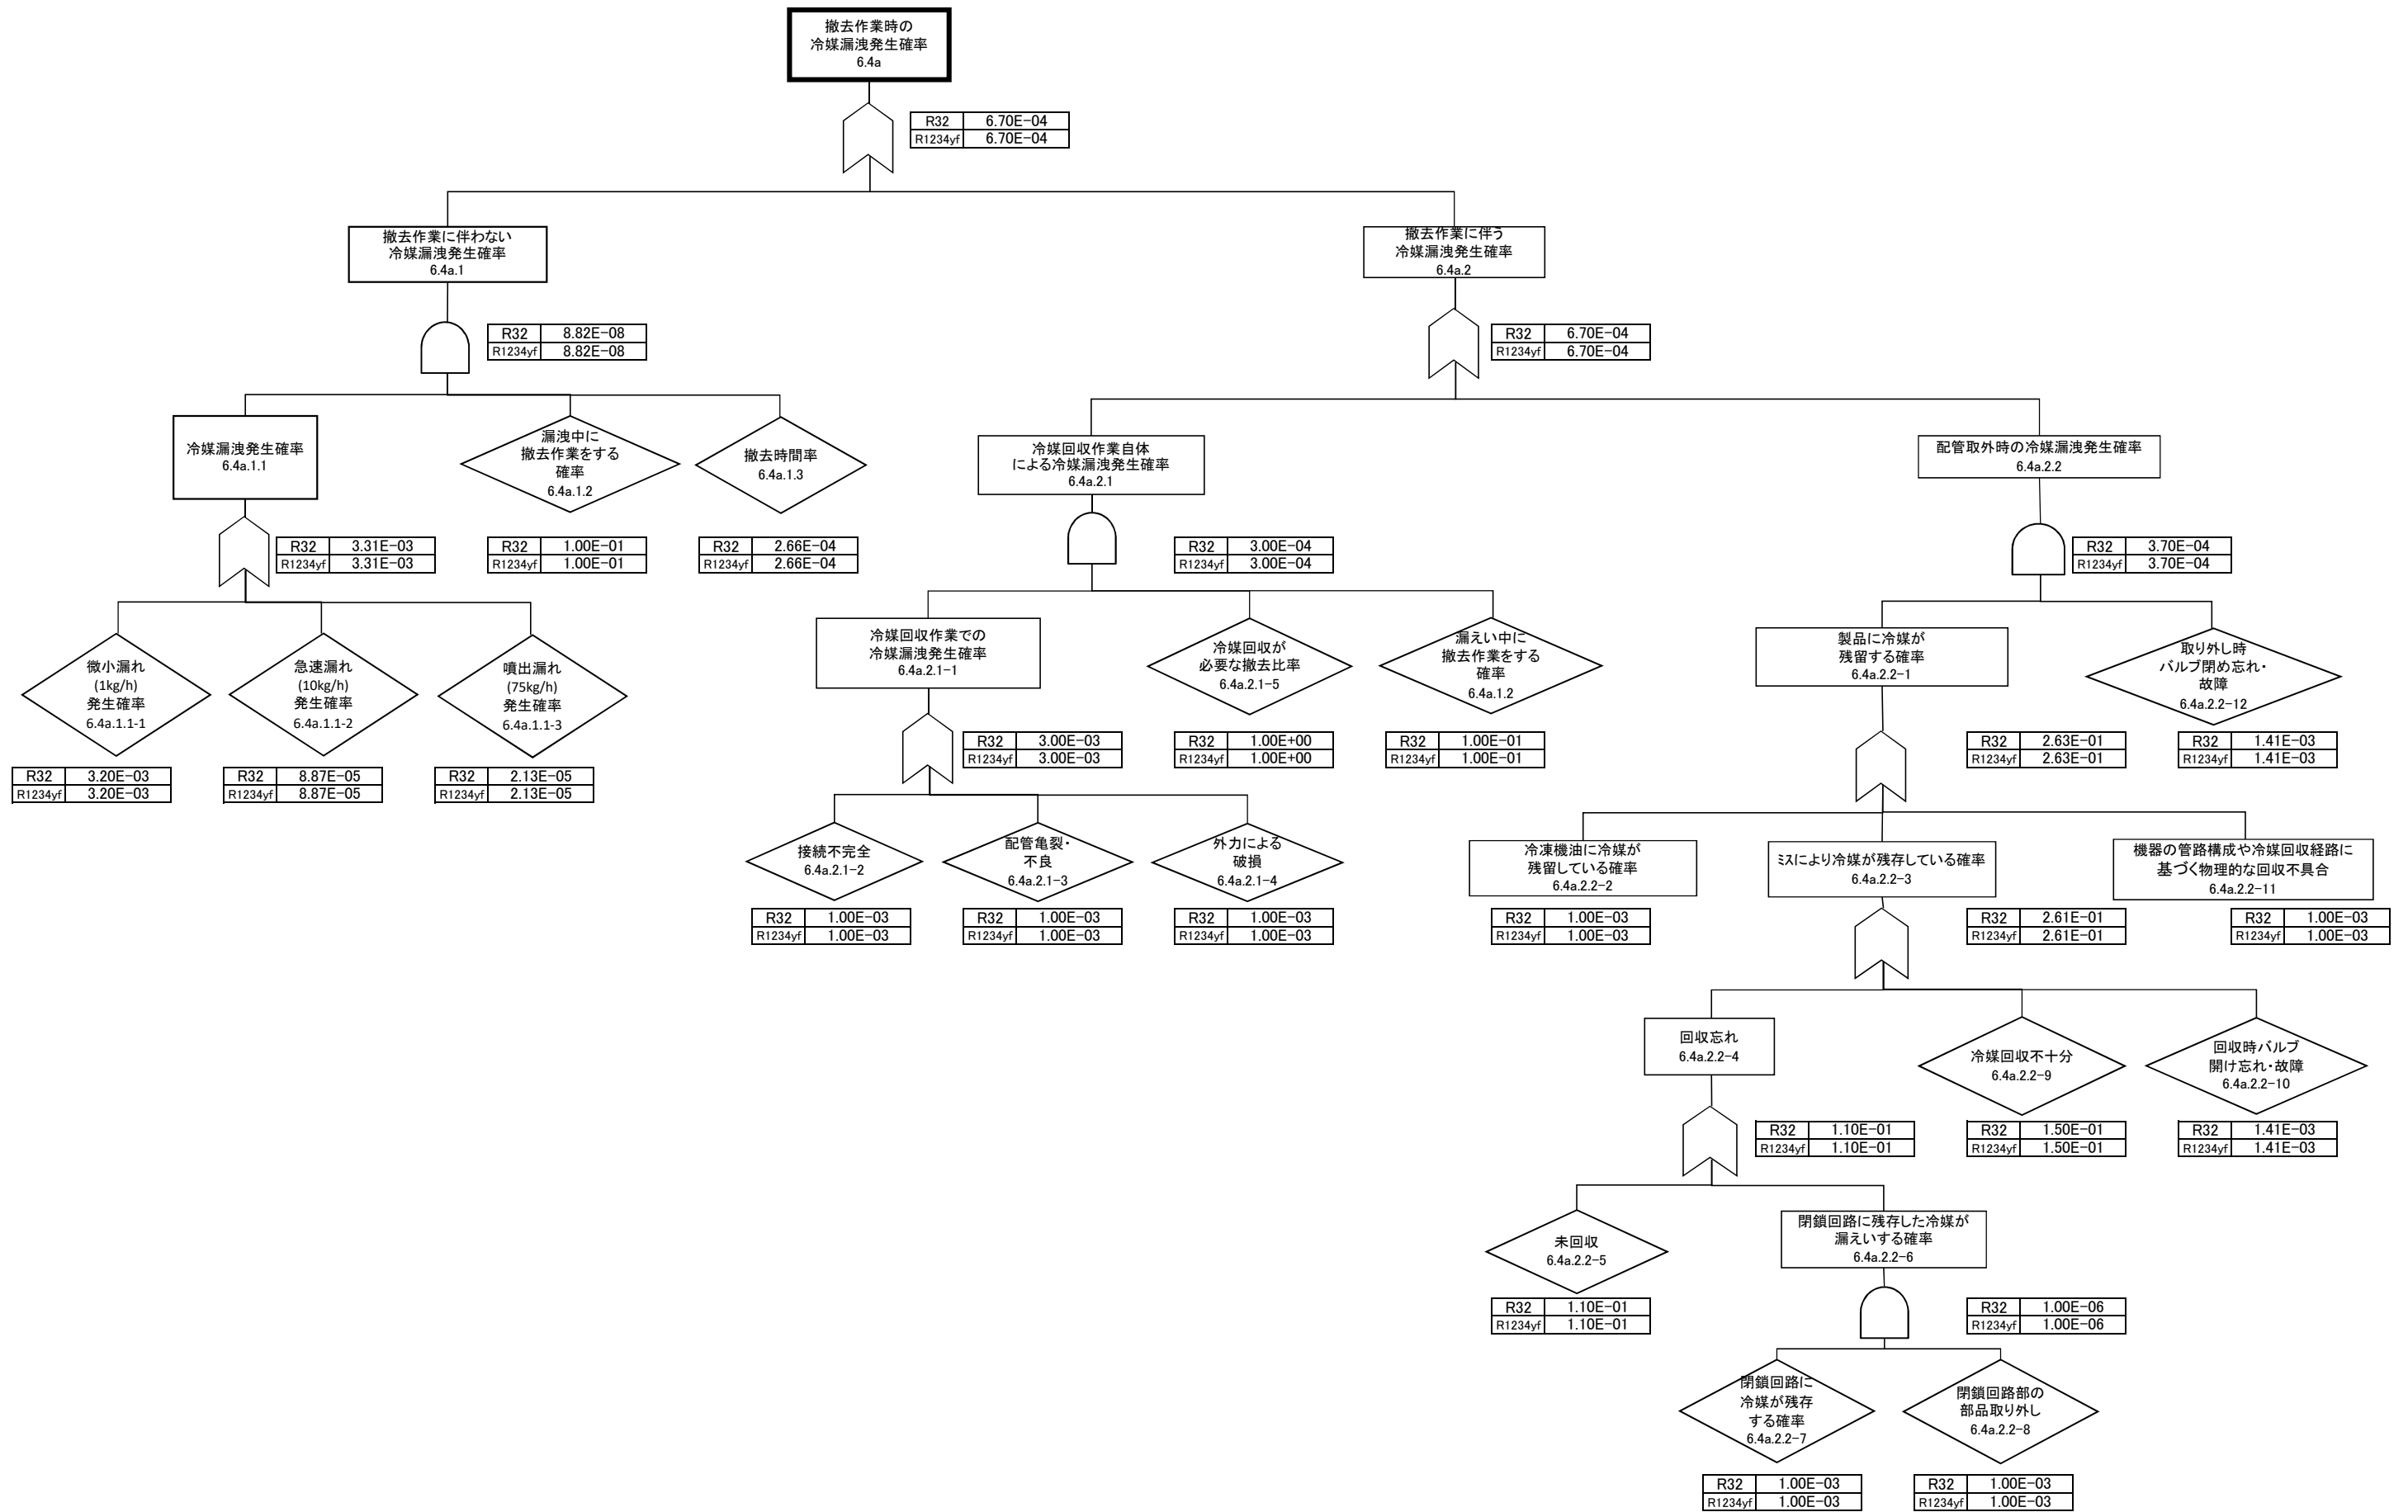 撤去作業時の
冷媒漏洩発生確率
6.4a
R32 6.70E-04
R1234yf 6.70E-04
撤去作業に伴わない
冷媒漏洩発生確率
6.4a.1
撤去作業に伴う
冷媒漏洩発生確率
6.4a.2
R32 8.82E-08
R1234yf 8.82E-08
R32 6.70E-04
R1234yf 6.70E-04
冷媒漏洩発生確率
6.4a.1.1
漏洩中に
撤去作業をする
確率
6.4a.1.2
撤去時間率
6.4a.1.3
冷媒回収作業自体
による冷媒漏洩発生確率
6.4a.2.1
配管取外時の冷媒漏洩発生確率
6.4a.2.2
R32 3.31E-03
R1234yf 3.31E-03
R32 1.00E-01
R1234yf 1.00E-01
R32 2.66E-04
R1234yf 2.66E-04
R32 3.00E-04
R1234yf 3.00E-04
R32 3.70E-04
R1234yf 3.70E-04
微小漏れ
(1kg/h)
発生確率
6.4a.1.1-1
急速漏れ
(10kg/h)
発生確率
6.4a.1.1-2
噴出漏れ
(75kg/h)
発生確率
6.4a.1.1-3
冷媒回収作業での
冷媒漏洩発生確率
6.4a.2.1-1
冷媒回収が
必要な撤去比率
6.4a.2.1-5
漏えい中に
撤去作業をする
確率
6.4a.1.2
製品に冷媒が
残留する確率
6.4a.2.2-1
取り外し時
バルブ閉め忘れ・
故障
6.4a.2.2-12
R32 3.20E-03
R1234yf 3.20E-03
R32 8.87E-05
R1234yf 8.87E-05
R32 2.13E-05
R1234yf 2.13E-05
R32 3.00E-03
R1234yf 3.00E-03
R32 1.00E+00
R1234yf 1.00E+00
R32 1.00E-01
R1234yf 1.00E-01
R32 2.63E-01
R1234yf 2.63E-01
R32 1.41E-03
R1234yf 1.41E-03
接続不完全
6.4a.2.1-2
配管亀裂・
不良
6.4a.2.1-3
外力による
破損
6.4a.2.1-4
冷凍機油に冷媒が
残留している確率
6.4a.2.2-2
ﾐｽにより冷媒が残存している確率
6.4a.2.2-3
機器の管路構成や冷媒回収経路に
基づく物理的な回収不具合
6.4a.2.2-11
R32 1.00E-03
R1234yf 1.00E-03
R32 1.00E-03
R1234yf 1.00E-03
R32 1.00E-03
R1234yf 1.00E-03
R32 1.00E-03
R1234yf 1.00E-03
R32 2.61E-01
R1234yf 2.61E-01
R32 1.00E-03
R1234yf 1.00E-03
回収忘れ
6.4a.2.2-4
冷媒回収不十分
6.4a.2.2-9
回収時バルブ
開け忘れ・故障
6.4a.2.2-10
R32 1.10E-01
R1234yf 1.10E-01
R32 1.50E-01
R1234yf 1.50E-01
R32 1.41E-03
R1234yf 1.41E-03
未回収
6.4a.2.2-5
閉鎖回路に残存した冷媒が
漏えいする確率
6.4a.2.2-6
R32 1.10E-01
R1234yf 1.10E-01
R32 1.00E-06
R1234yf 1.00E-06
閉鎖回路に
冷媒が残存
する確率
6.4a.2.2-7
閉鎖回路部の
部品取り外し
6.4a.2.2-8
R32 1.00E-03
R1234yf 1.00E-03
R32 1.00E-03
R1234yf 1.00E-03